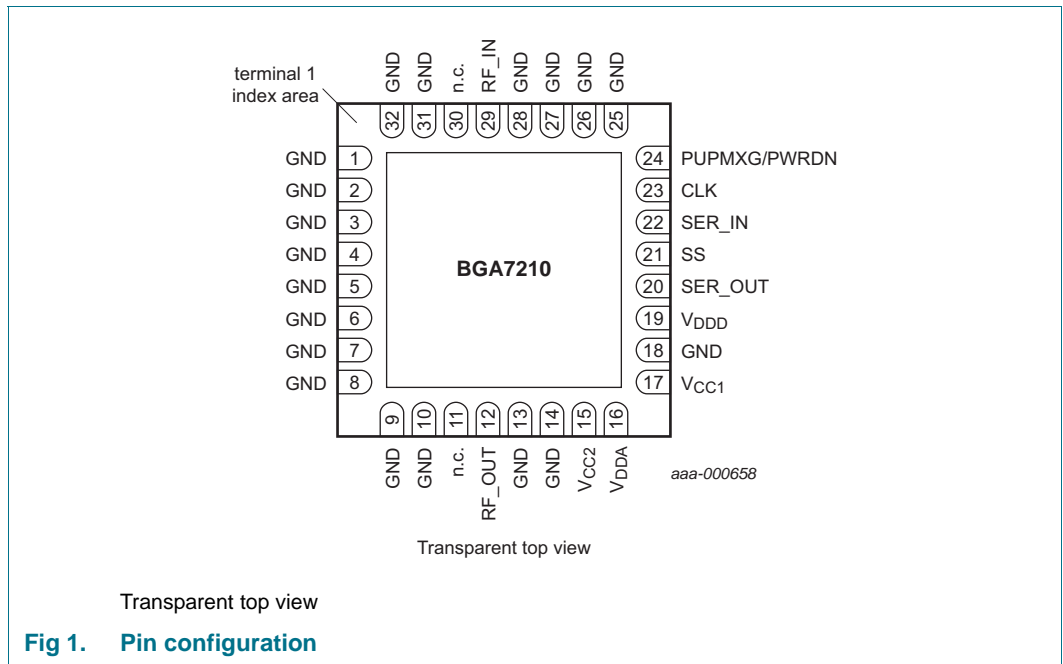 terminal 1
index area
GND
GND
n.c.
RF_IN
GND
GND
GND
GND
32
31
30
29
28
27
26
25
GND 1
GND 2
GND 3
GND 4
GND 5
GND 6
GND 7
GND 8
BGA7210
24 PUPMXG/PWRDN
23 CLK
22 SER_IN
21 SS
20 SER_OUT
19 VDDD
18 GND
17 VCC1
9
10
11
12
13
14
15
16
GND
GND
n.c.
RF_OUT
GND
GND
VCC2
VDDA
aaa-000658
Transparent top view
Transparent top view
Fig 1. Pin configuration